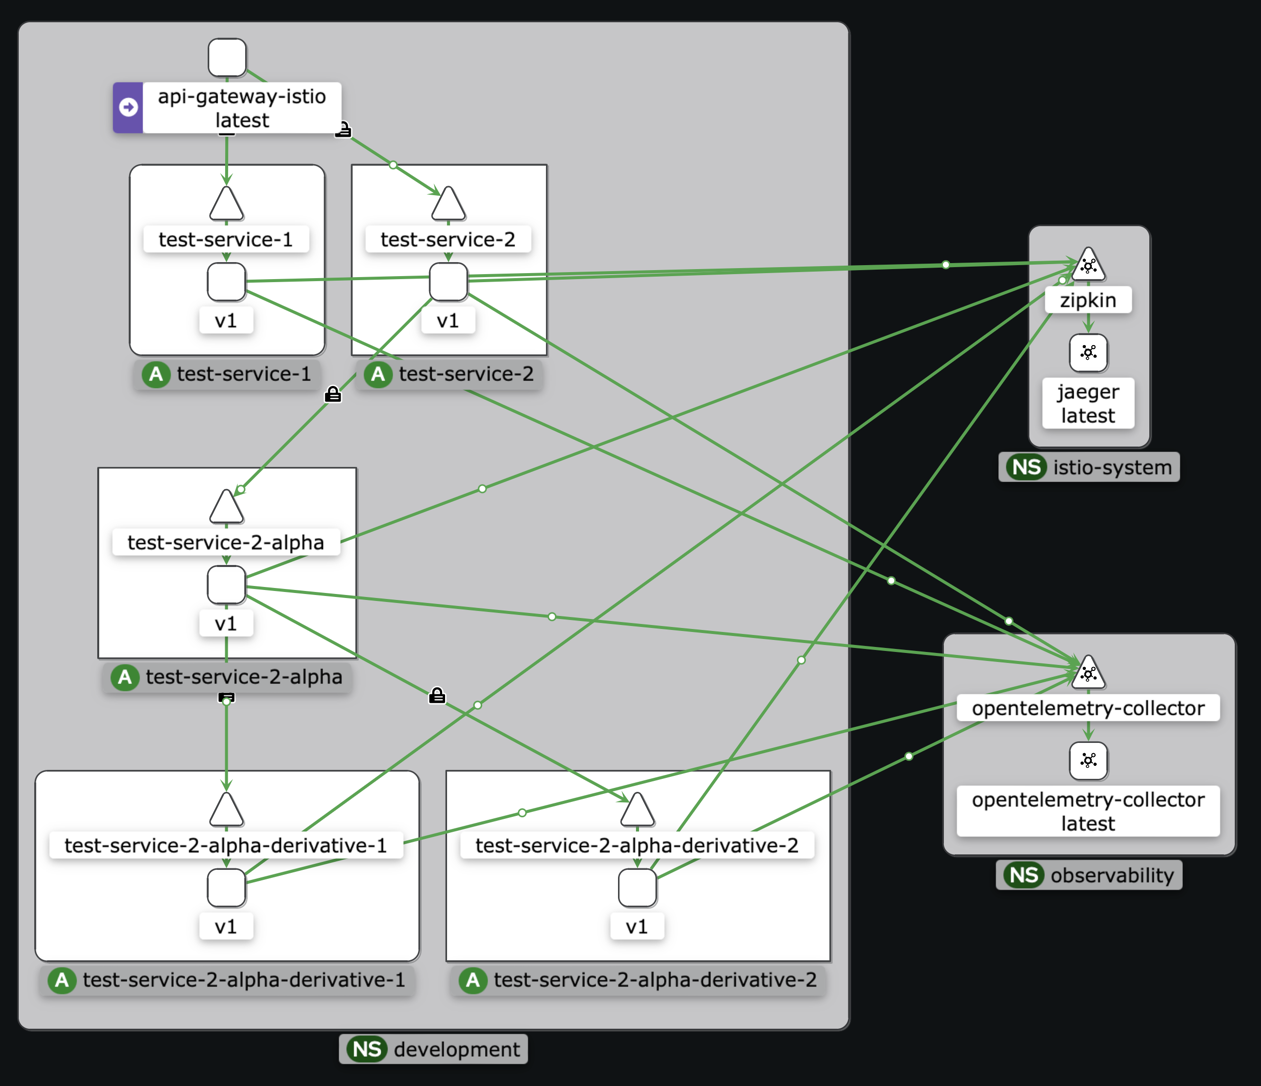 api-gateway-istio
latest
test-service-1
v1
A test-service-1
test-service-2
v1
A test-service-2
zipkin
jaeger
latest
NS istio-system
test-service-2-alpha
v1
A test-service-2-alpha
opentelemetry-collector
opentelemetry-collector
latest
NS observability
test-service-2-alpha-derivative-1
v1
A test-service-2-alpha-derivative-1
test-service-2-alpha-derivative-2
v1
A test-service-2-alpha-derivative-2
NS development